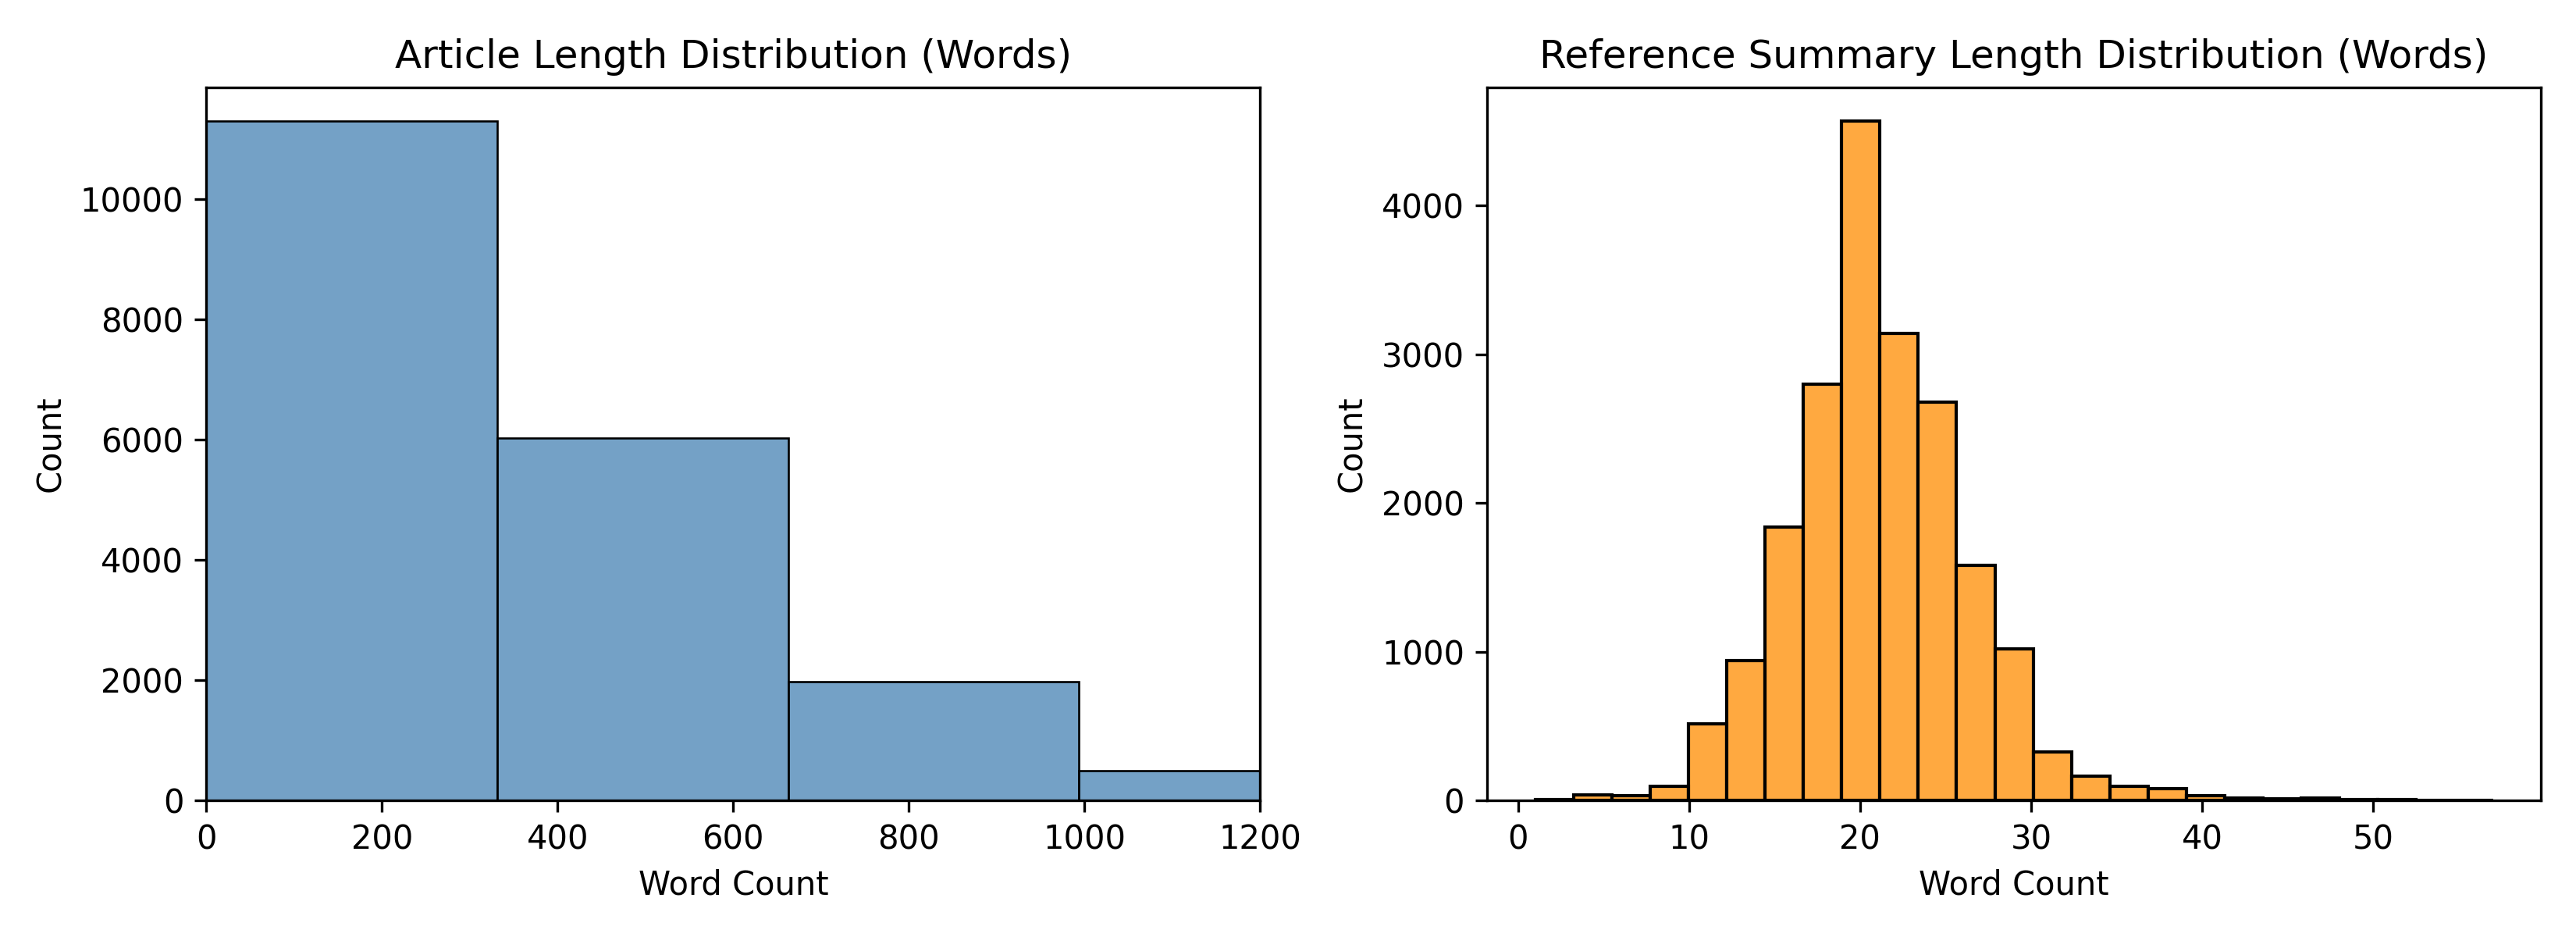 Article Length Distribution (Words)
Count
10000
8000
6000
4000
2000
0
0 200 400 600 800 1000 1200
Word Count
Reference Summary Length Distribution (Words)
Count
4000
3000
2000
1000
0
0 10 20 30 40 50
Word Count